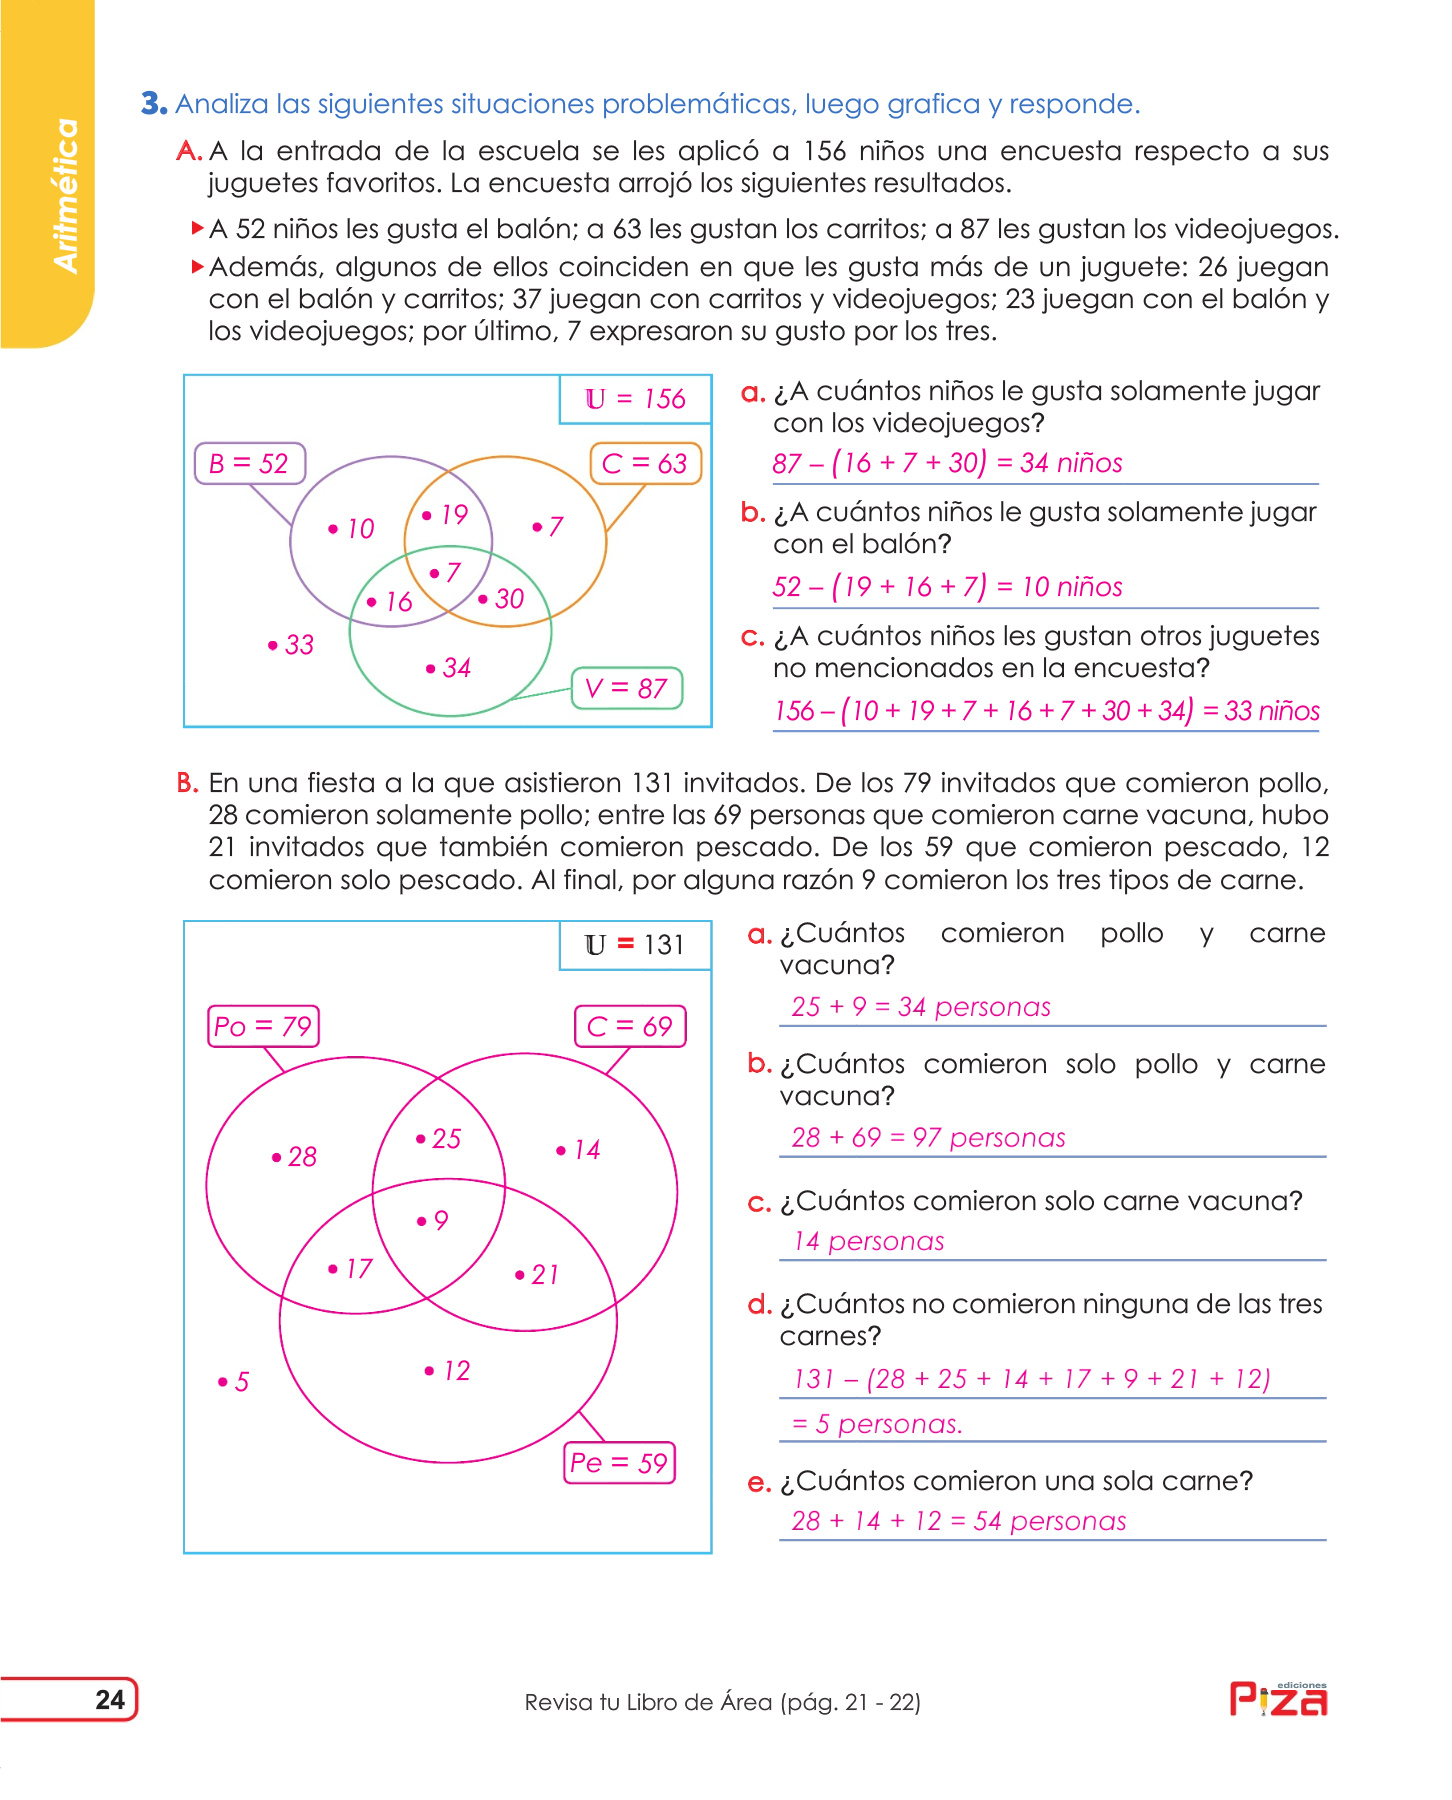 Aritmética
3. Analiza las siguientes situaciones problemáticas, luego grafica y responde.
A. A la entrada de la escuela se les aplicó a 156 niños una encuesta respecto a sus
juguetes favoritos. La encuesta arrojó los siguientes resultados.
A 52 niños les gusta el balón; a 63 les gustan los carritos; a 87 les gustan los videojuegos.
Además, algunos de ellos coinciden en que les gusta más de un juguete: 26 juegan
con el balón y carritos; 37 juegan con carritos y videojuegos; 23 juegan con el balón y
los videojuegos; por último, 7 expresaron su gusto por los tres.
𝕌 = 156
B = 52
C = 63
• 10
• 19
• 7
• 7
• 16
• 30
• 33
• 34
V = 87
a. ¿A cuántos niños le gusta solamente jugar
con los videojuegos?
87 – (16 + 7 + 30) = 34 niños
b. ¿A cuántos niños le gusta solamente jugar
con el balón?
52 – (19 + 16 + 7) = 10 niños
c. ¿A cuántos niños les gustan otros juguetes
no mencionados en la encuesta?
156 – (10 + 19 + 7 + 16 + 7 + 30 + 34) = 33 niños
B. En una fiesta a la que asistieron 131 invitados. De los 79 invitados que comieron pollo,
28 comieron solamente pollo; entre las 69 personas que comieron carne vacuna, hubo
21 invitados que también comieron pescado. De los 59 que comieron pescado, 12
comieron solo pescado. Al final, por alguna razón 9 comieron los tres tipos de carne.
𝕌 = 131
Po = 79
C = 69
• 28
• 25
• 14
• 9
• 17
• 21
• 5
• 12
Pe = 59
a. ¿Cuántos comieron pollo y carne
vacuna?
25 + 9 = 34 personas
b. ¿Cuántos comieron solo pollo y carne
vacuna?
28 + 69 = 97 personas
c. ¿Cuántos comieron solo carne vacuna?
14 personas
d. ¿Cuántos no comieron ninguna de las tres
carnes?
131 – (28 + 25 + 14 + 17 + 9 + 21 + 12)
= 5 personas.
e. ¿Cuántos comieron una sola carne?
28 + 14 + 12 = 54 personas
24
Revisa tu Libro de Área (pág. 21 - 22)
ediciones
Piza